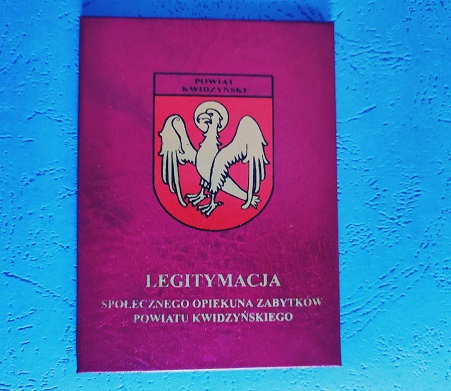 POWIAT
KWIDZYŃSKI
LEGITYMACJA
SPOŁECZNEGO OPIEKUNA ZABYTKÓW
POWIATU KWIDZYŃSKIEGO